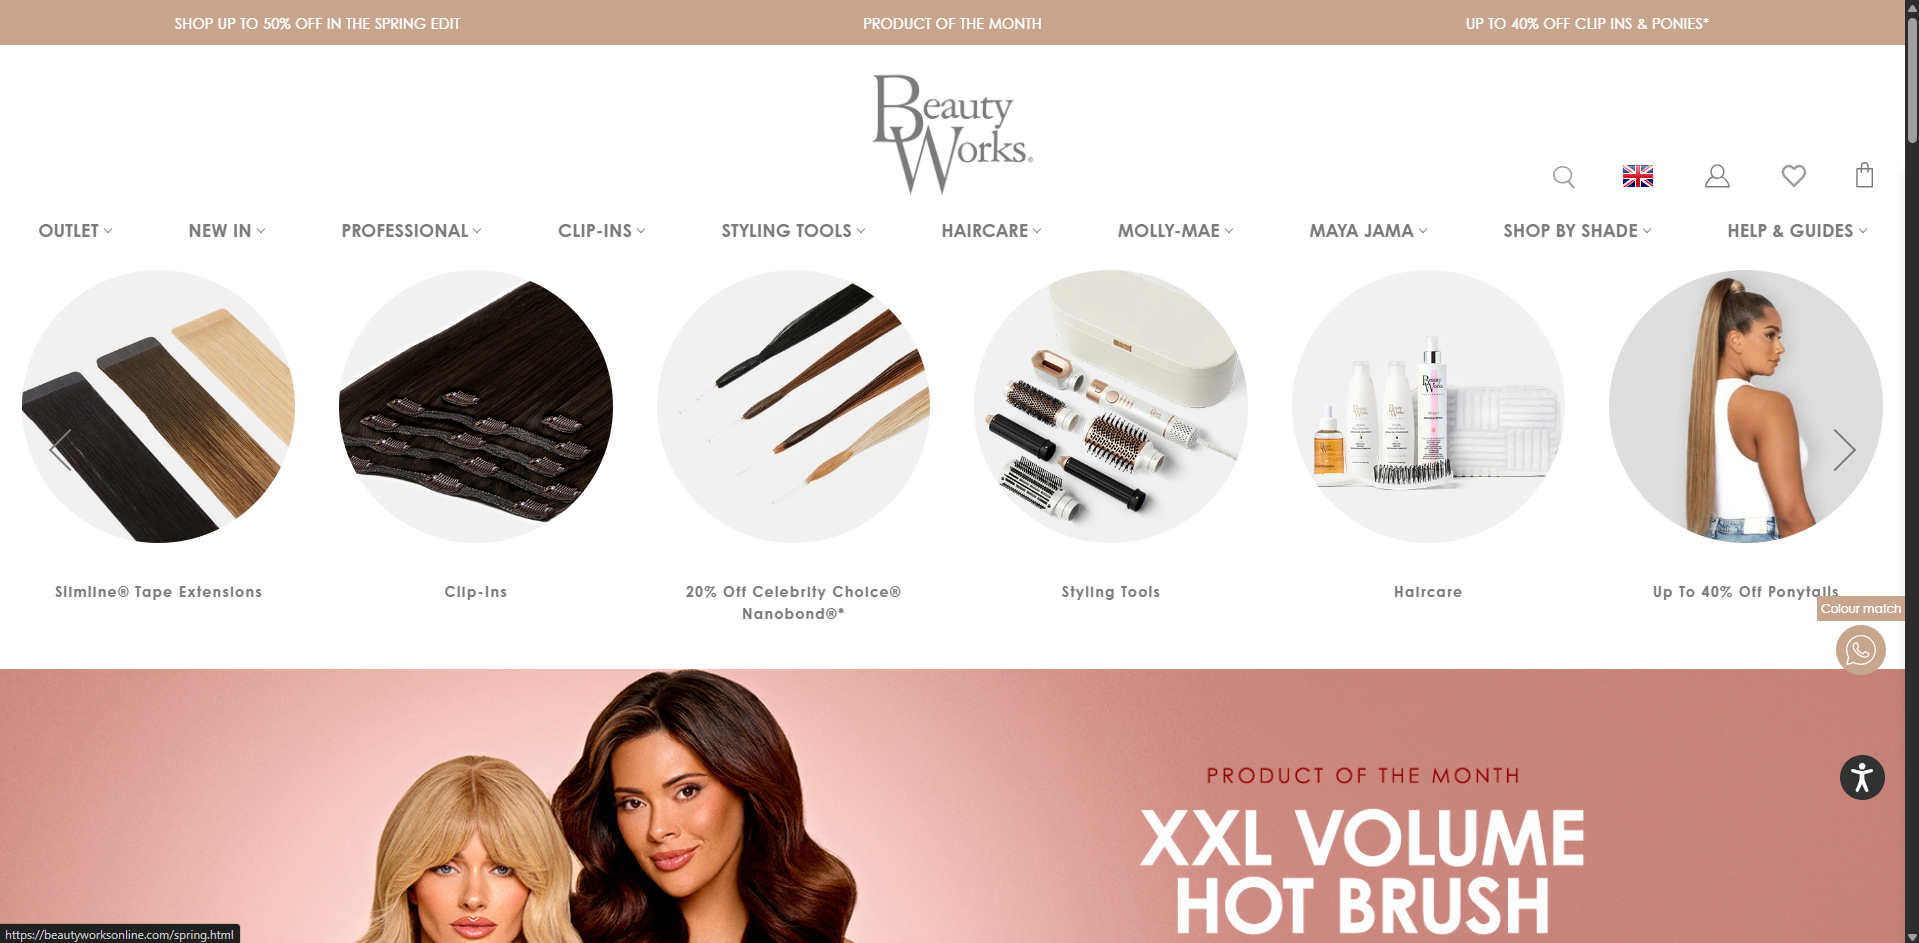 SHOP UP TO 50% OFF IN THE SPRING EDIT
PRODUCT OF THE MONTH
UP TO 40% OFF CLIP INS & PONIES*
Beauty
Works®
OUTLET
NEW IN
PROFESSIONAL
CLIP-INS
STYLING TOOLS
HAIRCARE
MOLLY-MAE
MAYA JAMA
SHOP BY SHADE
HELP & GUIDES
Beauty
Works
Slimline® Tape Extensions
Clip-Ins
20% Off Celebrity Choice®
Nanobond®*
Styling Tools
Haircare
Up To 40% Off Ponytails
Colour match
PRODUCT OF THE MONTH
XXL VOLUME
HOT BRUSH
https://beautyworksonline.com/spring.html